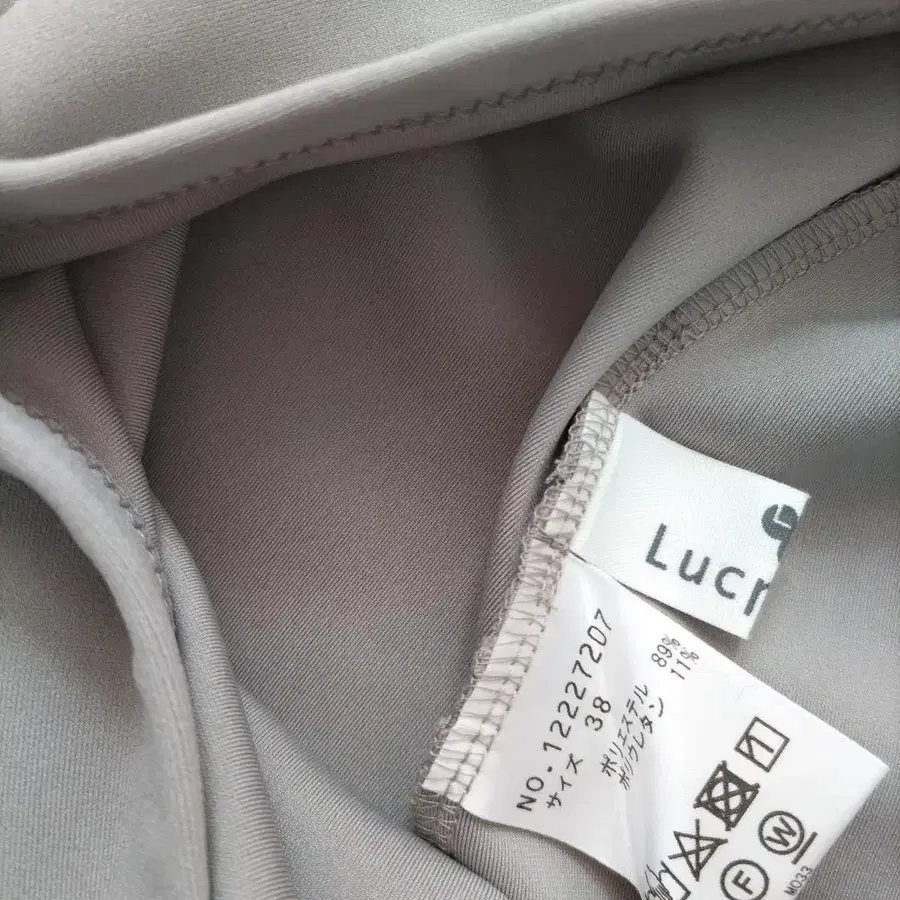 Lucr
NO.12227207
サイズ 38
ポリエステル 89%
ポリウレタン 11%
F
W
M033